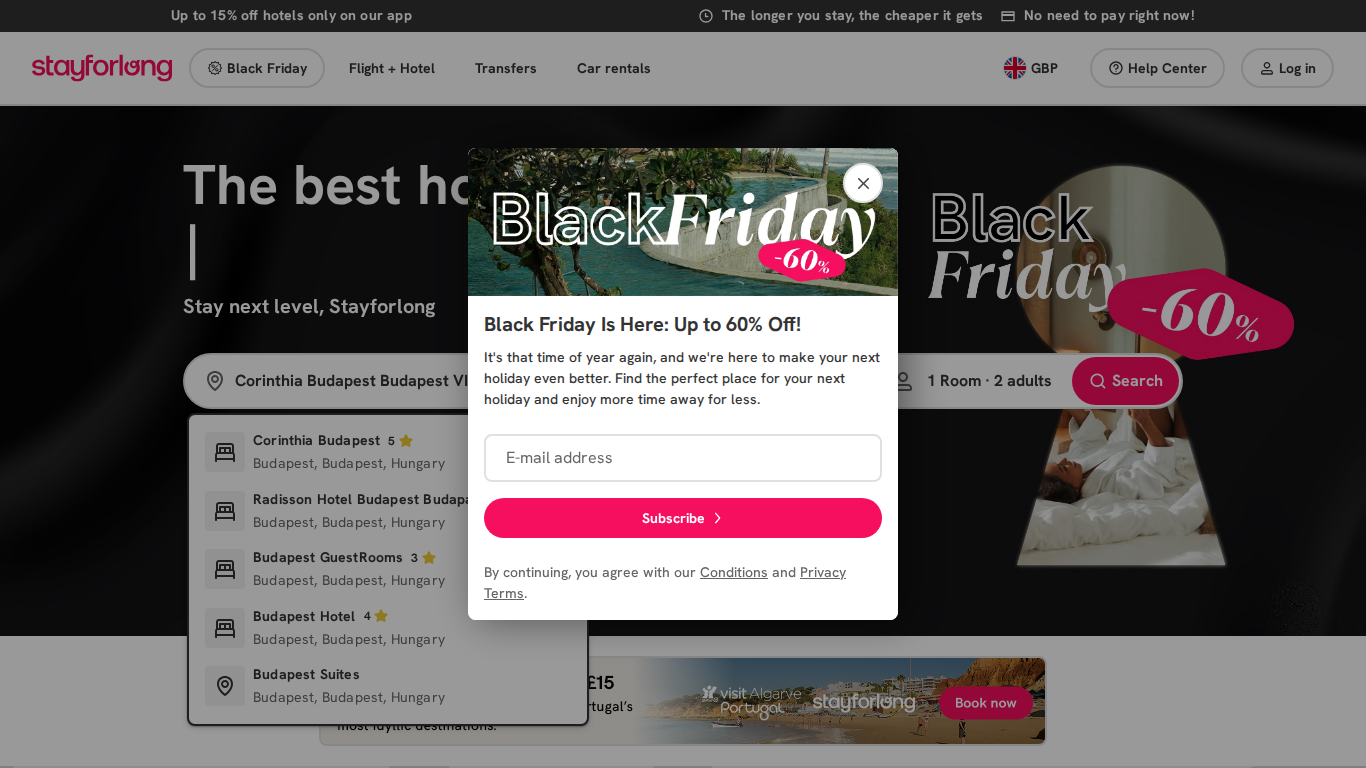 Up to 15% off hotels only on our app
The longer you stay, the cheaper it gets
No need to pay right now!
stayforlong
Black Friday
Flight + Hotel
Transfers
Car rentals
GBP
Help Center
Log in
The best ho
Stay next level, Stayforlong
Black
Friday
-60%
Corinthia Budapest Budapest VI
1 Room · 2 adults
Search
Corinthia Budapest 5
Budapest, Budapest, Hungary
Radisson Hotel Budapest Budapa
Budapest, Budapest, Hungary
Budapest GuestRooms 3
Budapest, Budapest, Hungary
Budapest Hotel 4
Budapest, Budapest, Hungary
Budapest Suites
Budapest, Budapest, Hungary
BlackFriday
-60%
Black Friday Is Here: Up to 60% Off!
It's that time of year again, and we're here to make your next
holiday even better. Find the perfect place for your next
holiday and enjoy more time away for less.
E-mail address
Subscribe
By continuing, you agree with our Conditions and Privacy
Terms.
£15
rtugal's
most idyllic destinations.
visit Algarve
Portugal
stayforlong
Book now